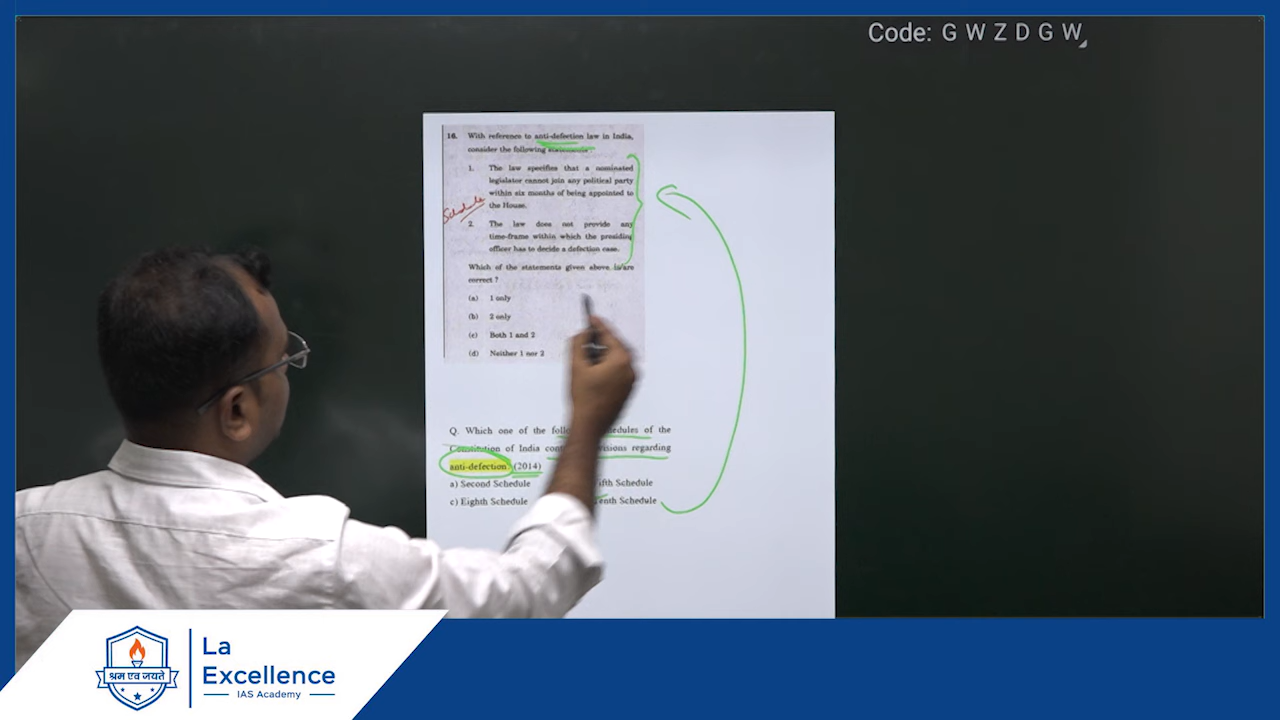 Code: G W Z D G W
16. With reference to anti-defection law in India,
consider the following statements :
1. The law specifies that a nominated
legislator cannot join any political party
within six months of being appointed to
the House.
Schedule
2. The law does not provide any
time-frame within which the presiding
officer has to decide a defection case.
Which of the statements given above is/are
correct ?
(a) 1 only
(b) 2 only
(c) Both 1 and 2
(d) Neither 1 nor 2
Q. Which one of the of the
Constitution of India regarding
anti-defection. (2014)
a) Second Schedule Schedule
c) Eighth Schedule Tenth Schedule
La
Excellence
IAS Academy
श्रम एव जयते